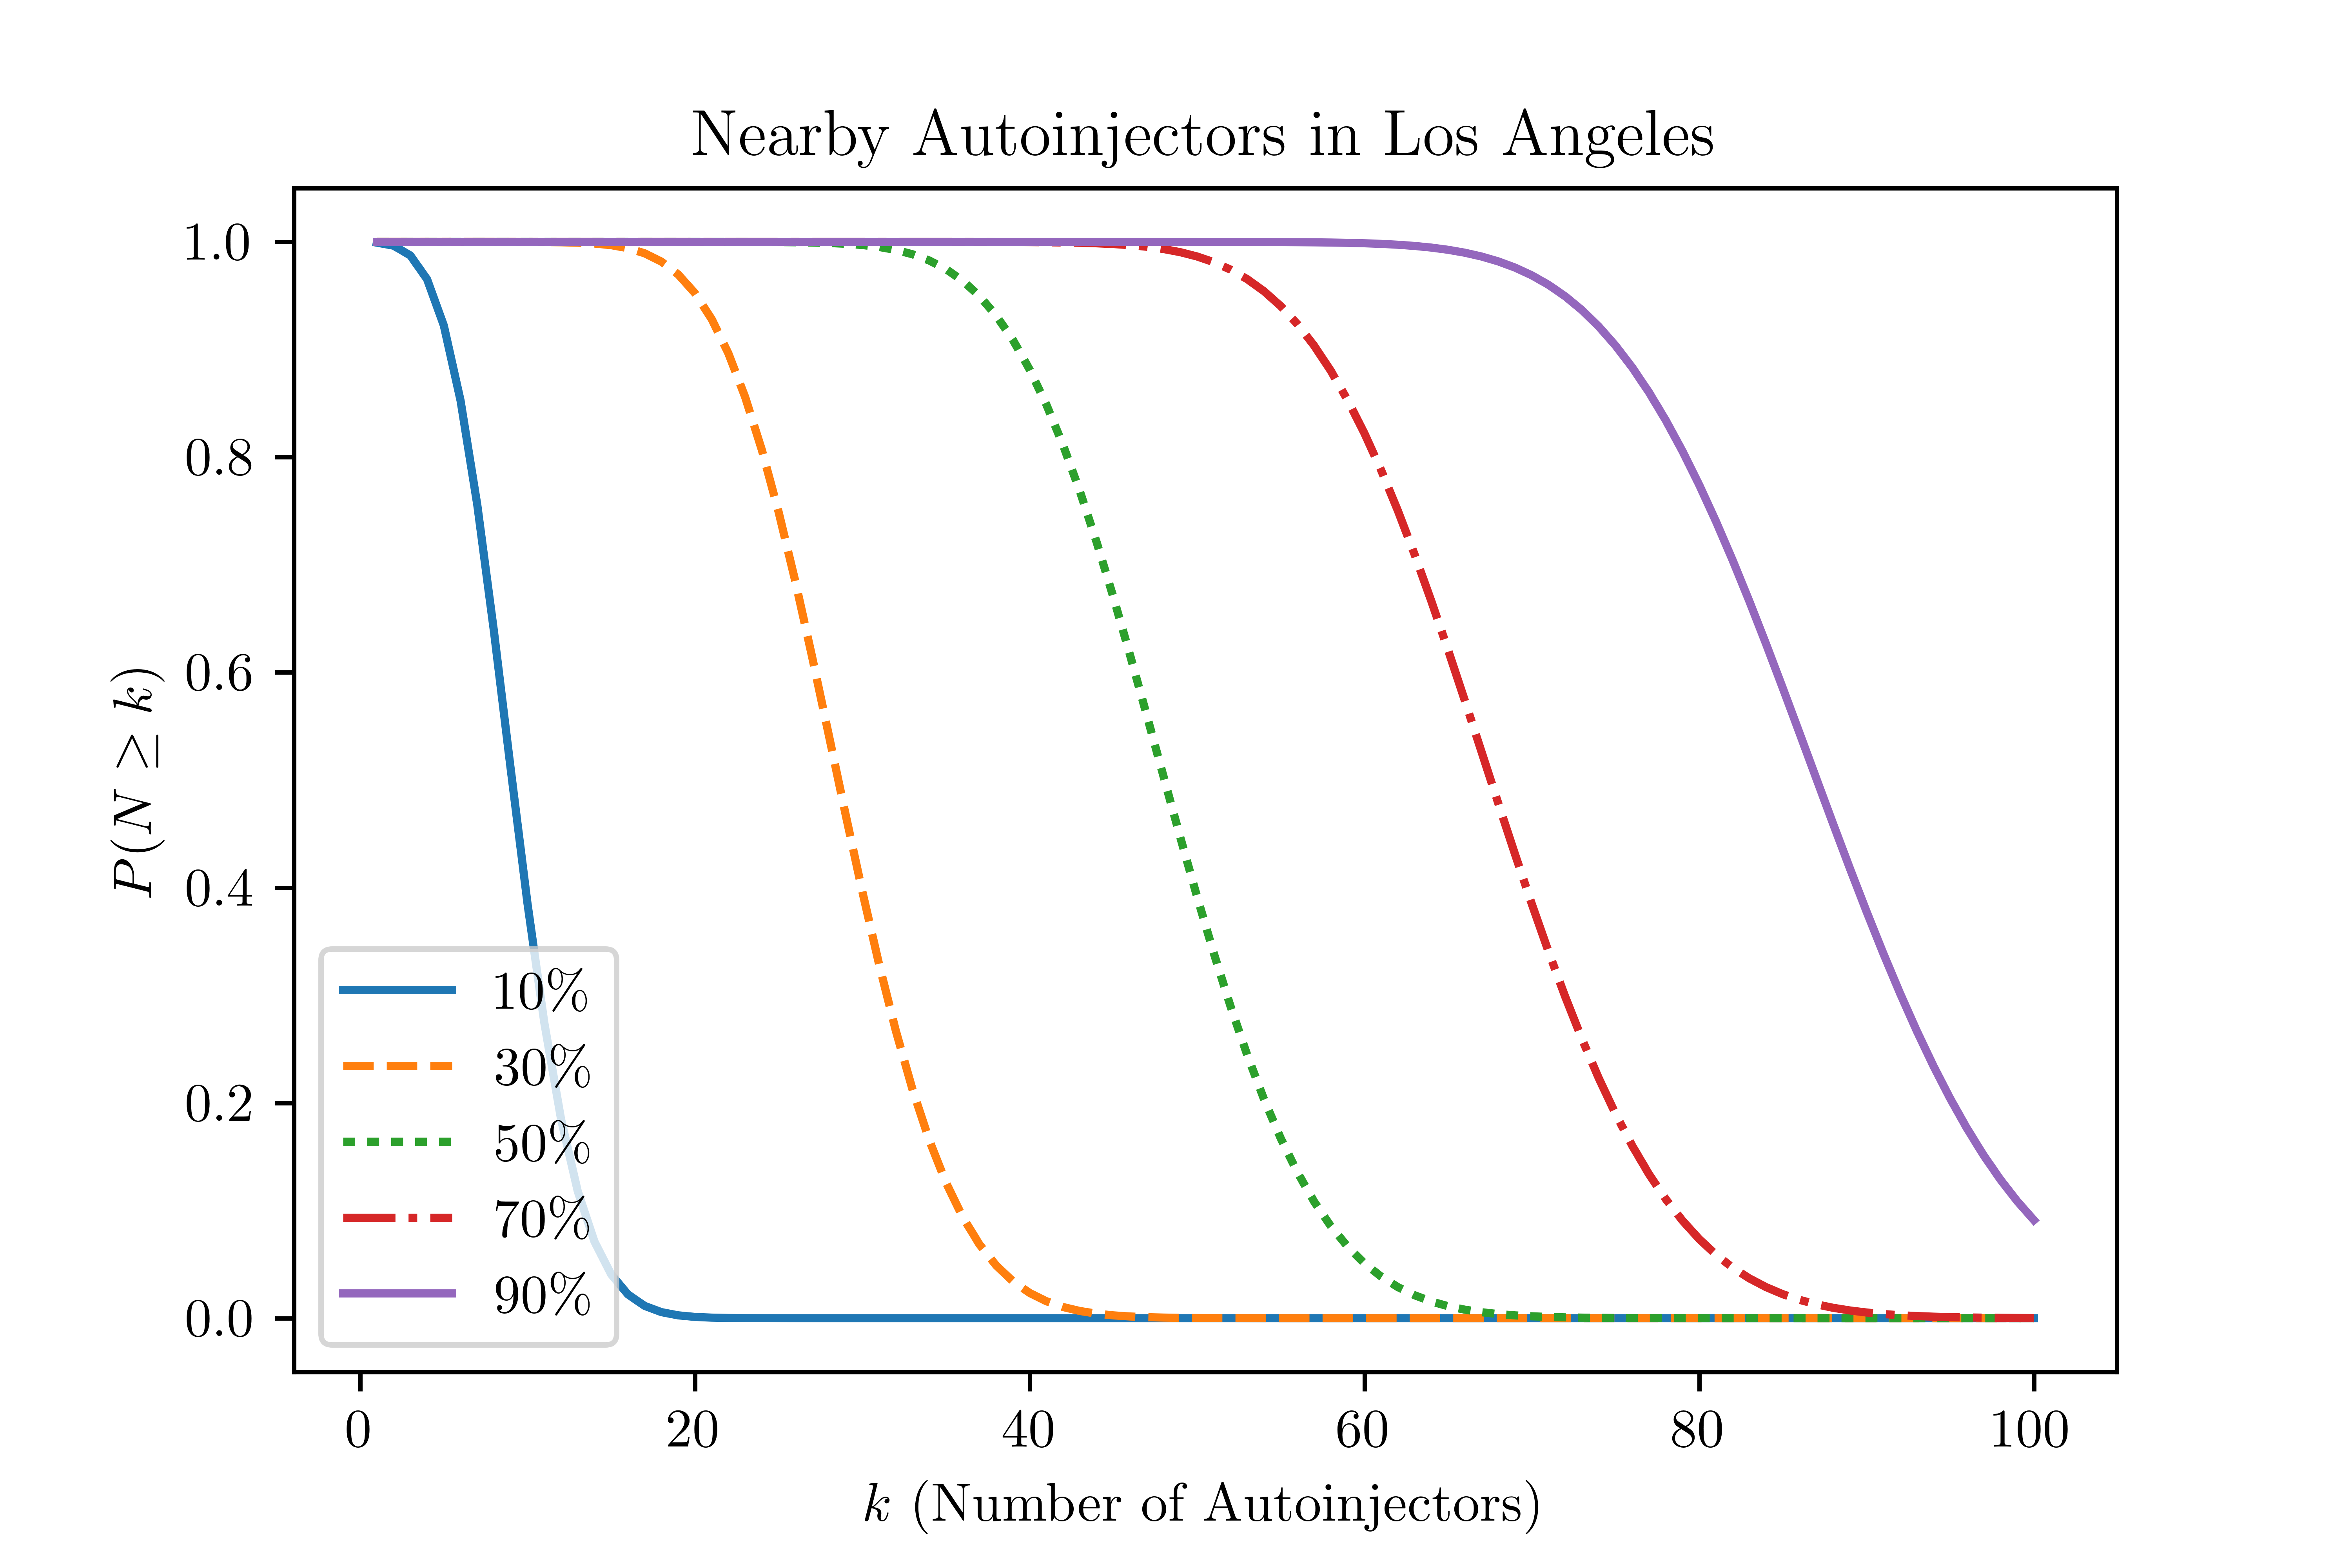 Nearby Autoinjectors in Los Angeles
P(N ≥ k)
1.0
0.8
0.6
0.4
0.2
0.0
10%
30%
50%
70%
90%
0 20 40 60 80 100
k (Number of Autoinjectors)